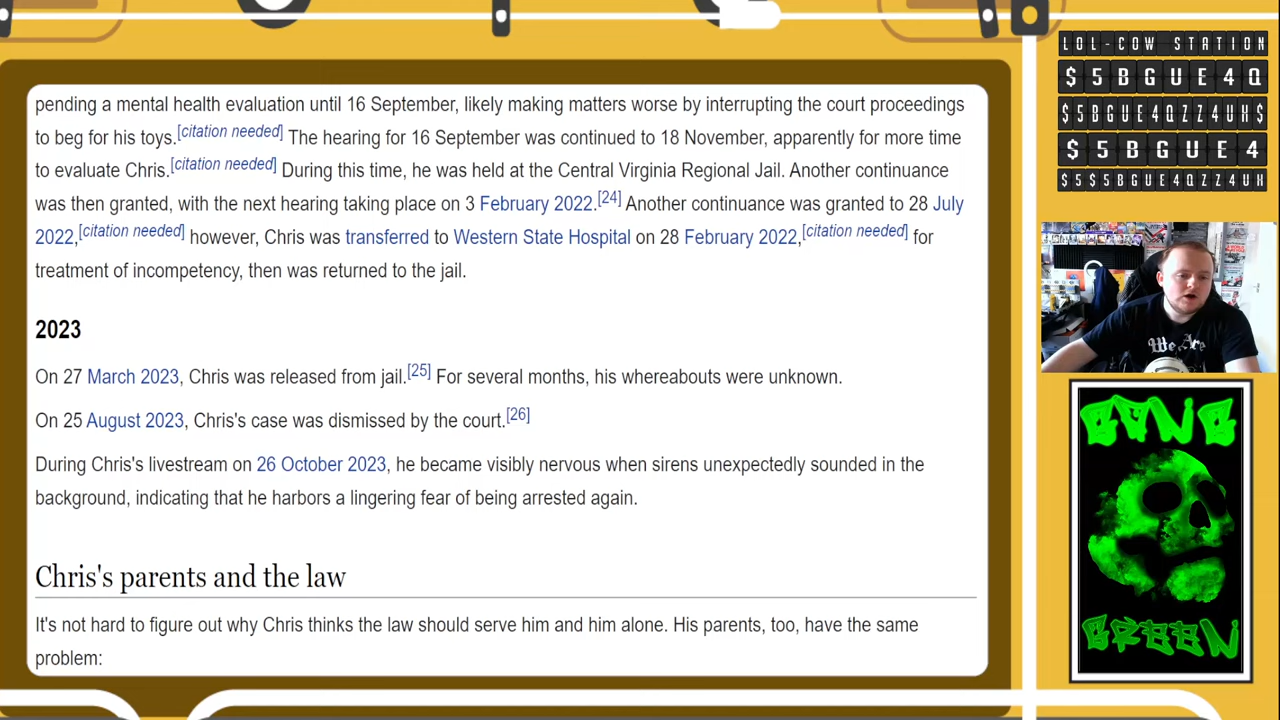 pending a mental health evaluation until 16 September, likely making matters worse by interrupting the court proceedings
to beg for his toys.[citation needed] The hearing for 16 September was continued to 18 November, apparently for more time
to evaluate Chris.[citation needed] During this time, he was held at the Central Virginia Regional Jail. Another continuance
was then granted, with the next hearing taking place on 3 February 2022.[24] Another continuance was granted to 28 July
2022,[citation needed] however, Chris was transferred to Western State Hospital on 28 February 2022,[citation needed] for
treatment of incompetency, then was returned to the jail.
2023
On 27 March 2023, Chris was released from jail.[25] For several months, his whereabouts were unknown.
On 25 August 2023, Chris's case was dismissed by the court.[26]
During Chris's livestream on 26 October 2023, he became visibly nervous when sirens unexpectedly sounded in the
background, indicating that he harbors a lingering fear of being arrested again.
Chris's parents and the law
It's not hard to figure out why Chris thinks the law should serve him and him alone. His parents, too, have the same
problem:
LOL-COW STATION
$5BGUE4Q
$5BGUE4QZZ4UX$
$5BGUE4
$5$5BGUE4QZZ4UX
We Are
GANG
GREEN